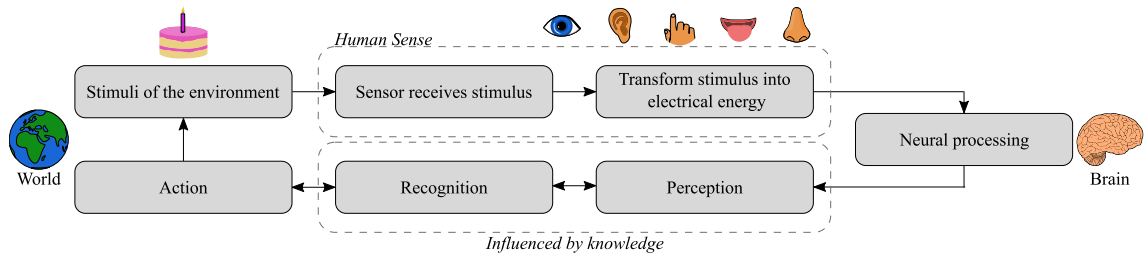 Human Sense
Stimuli of the environment
Sensor receives stimulus
Transform stimulus into
electrical energy
Neural processing
World
Action
Recognition
Perception
Brain
Influenced by knowledge